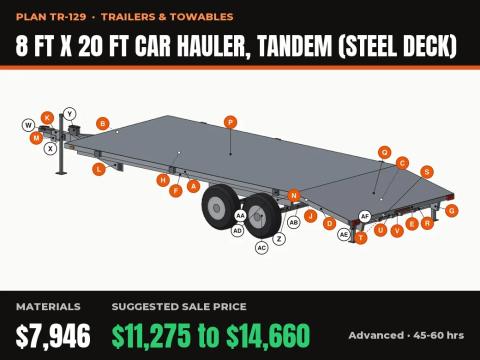 PLAN TR-129 • TRAILERS & TOWABLES
8 FT X 20 FT CAR HAULER, TANDEM (STEEL DECK)
K
Y
W
B
P
M
X
Q
C
L
S
H
F
A
N
G
AA
J
AF
D
E
R
AB
U
V
AD
AE
T
Z
AC
MATERIALS
SUGGESTED SALE PRICE
$7,946
$11,275 to $14,660
Advanced • 45-60 hrs